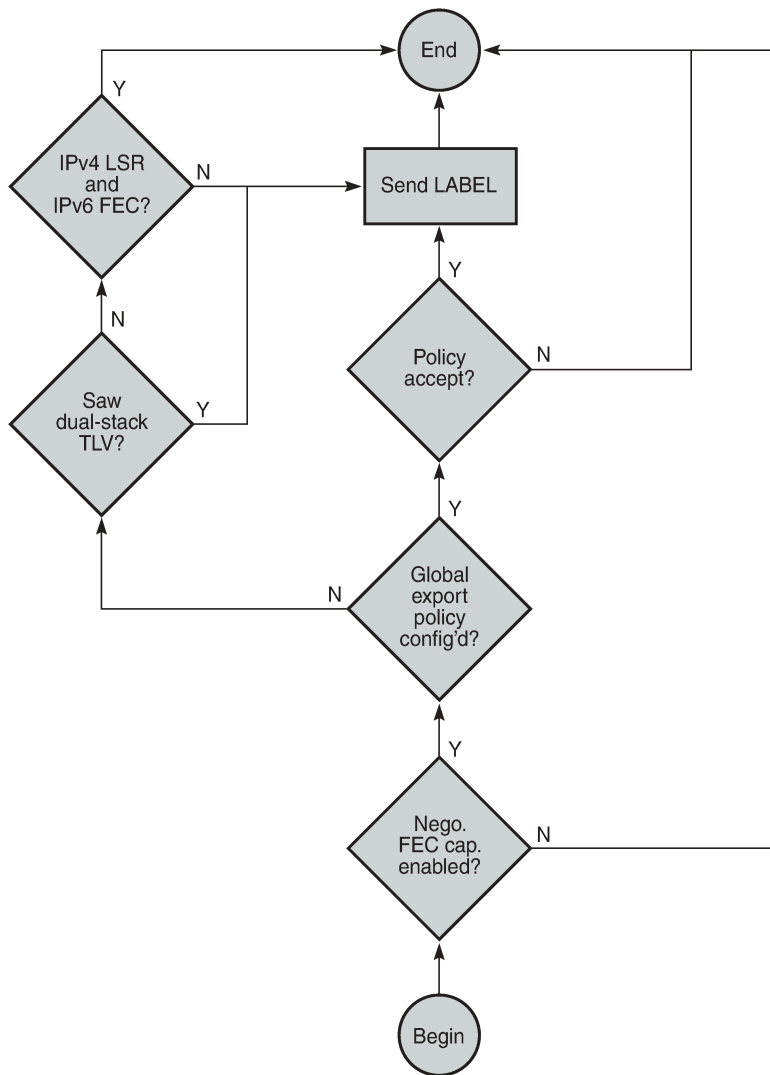 End
Y
IPv4 LSR
and
IPv6 FEC?
N
Send LABEL
Y
N
Policy
accept?
N
Saw
dual-stack
TLV?
Y
Y
N
Global
export
policy
config'd?
Y
Nego.
FEC cap.
enabled?
N
Begin